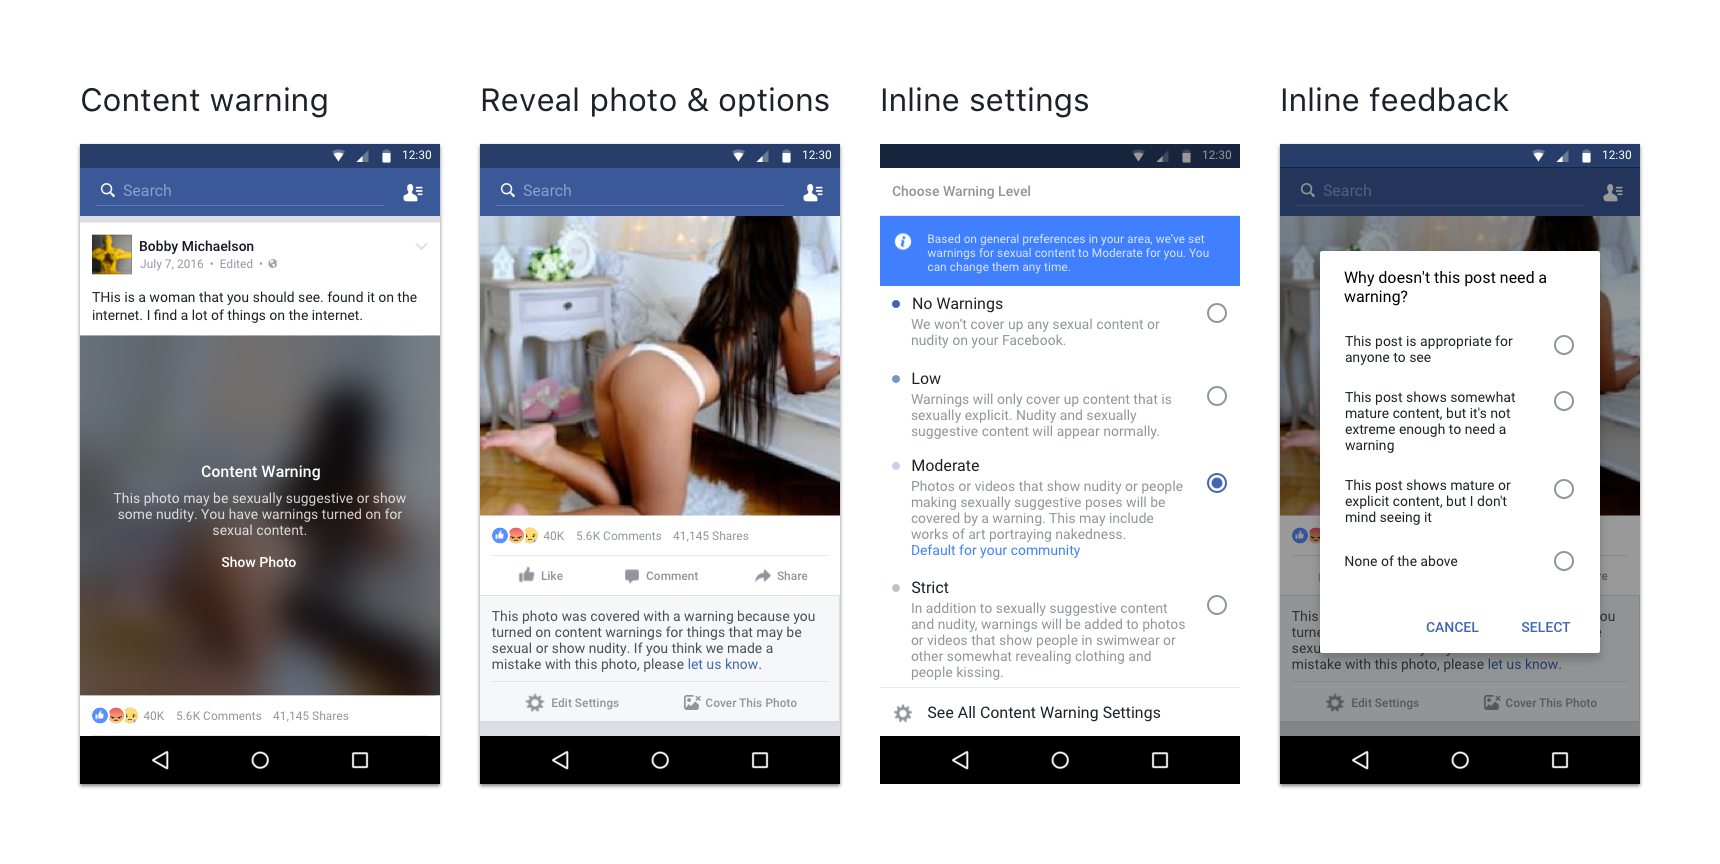 Content warning
12:30
Search
Bobby Michaelson
July 7, 2016 • Edited •
THis is a woman that you should see. found it on the
internet. I find a lot of things on the internet.
Content Warning
This photo may be sexually suggestive or show
some nudity. You have warnings turned on for
sexual content.
Show Photo
40K 5.6K Comments 41,145 Shares
Reveal photo & options
12:30
Search
40K 5.6K Comments 41,145 Shares
Like Comment Share
This photo was covered with a warning because you
turned on content warnings for things that may be
sexual or show nudity. If you think we made a
mistake with this photo, please let us know.
Edit Settings Cover This Photo
Inline settings
12:30
Choose Warning Level
Based on general preferences in your area, we've set
warnings for sexual content to Moderate for you. You
can change them any time.
No Warnings
We won't cover up any sexual content or
nudity on your Facebook.
Low
Warnings will only cover up content that is
sexually explicit. Nudity and sexually
suggestive content will appear normally.
Moderate
Photos or videos that show nudity or people
making sexually suggestive poses will be
covered by a warning. This may include
works of art portraying nakedness.
Default for your community
Strict
In addition to sexually suggestive content
and nudity, warnings will be added to photos
or videos that show people in swimwear or
other somewhat revealing clothing and
people kissing.
See All Content Warning Settings
Inline feedback
12:30
Search
Why doesn't this post need a
warning?
This post is appropriate for
anyone to see
This post shows somewhat
mature content, but it's not
extreme enough to need a
warning
This post shows mature or
explicit content, but I don't
mind seeing it
None of the above
CANCEL SELECT
mistake with this photo, please let us know.
Edit Settings Cover This Photo